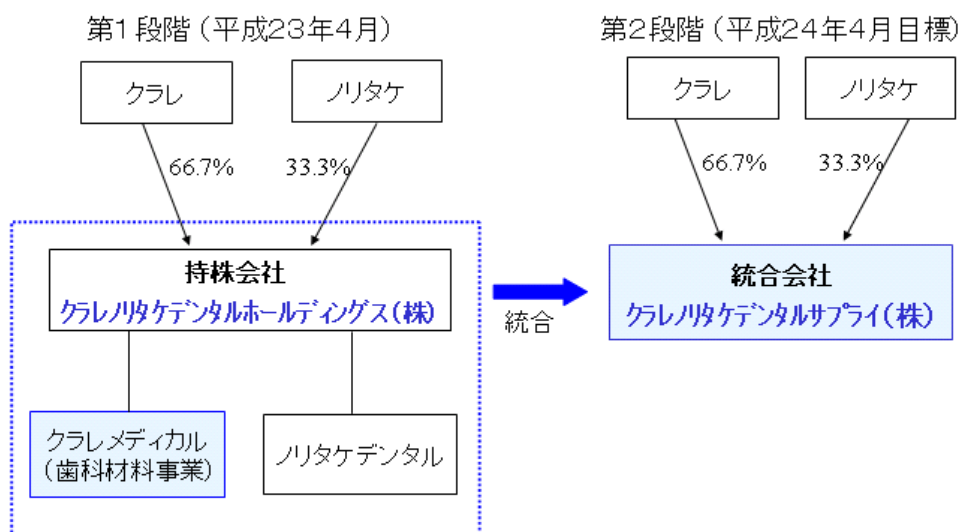 第1段階（平成23年4月）
クラレ
ノリタケ
66.7%
33.3%
持株会社
クラレノリタケデンタルホールディングス（株）
クラレメディカル
（歯科材料事業）
ノリタケデンタル
統合
第2段階（平成24年4月目標）
クラレ
ノリタケ
66.7%
33.3%
統合会社
クラレノリタケデンタルサプライ（株）